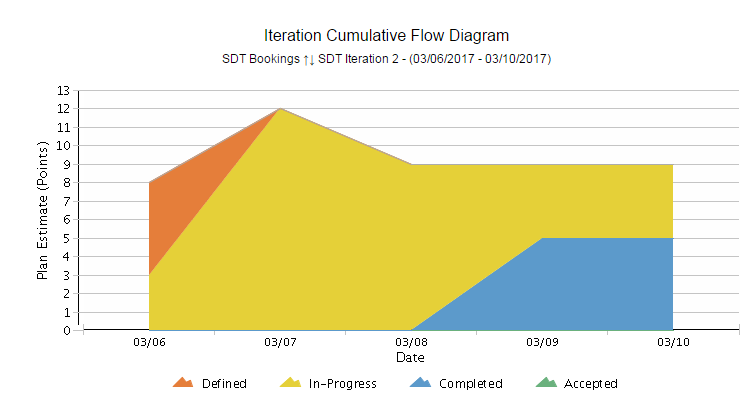 Iteration Cumulative Flow Diagram
SDT Bookings ↑↓ SDT Iteration 2 - (03/06/2017 - 03/10/2017)
Plan Estimate (Points)
13
12
11
10
9
8
7
6
5
4
3
2
1
0
03/06 03/07 03/08 03/09 03/10
Date
Defined In-Progress Completed Accepted